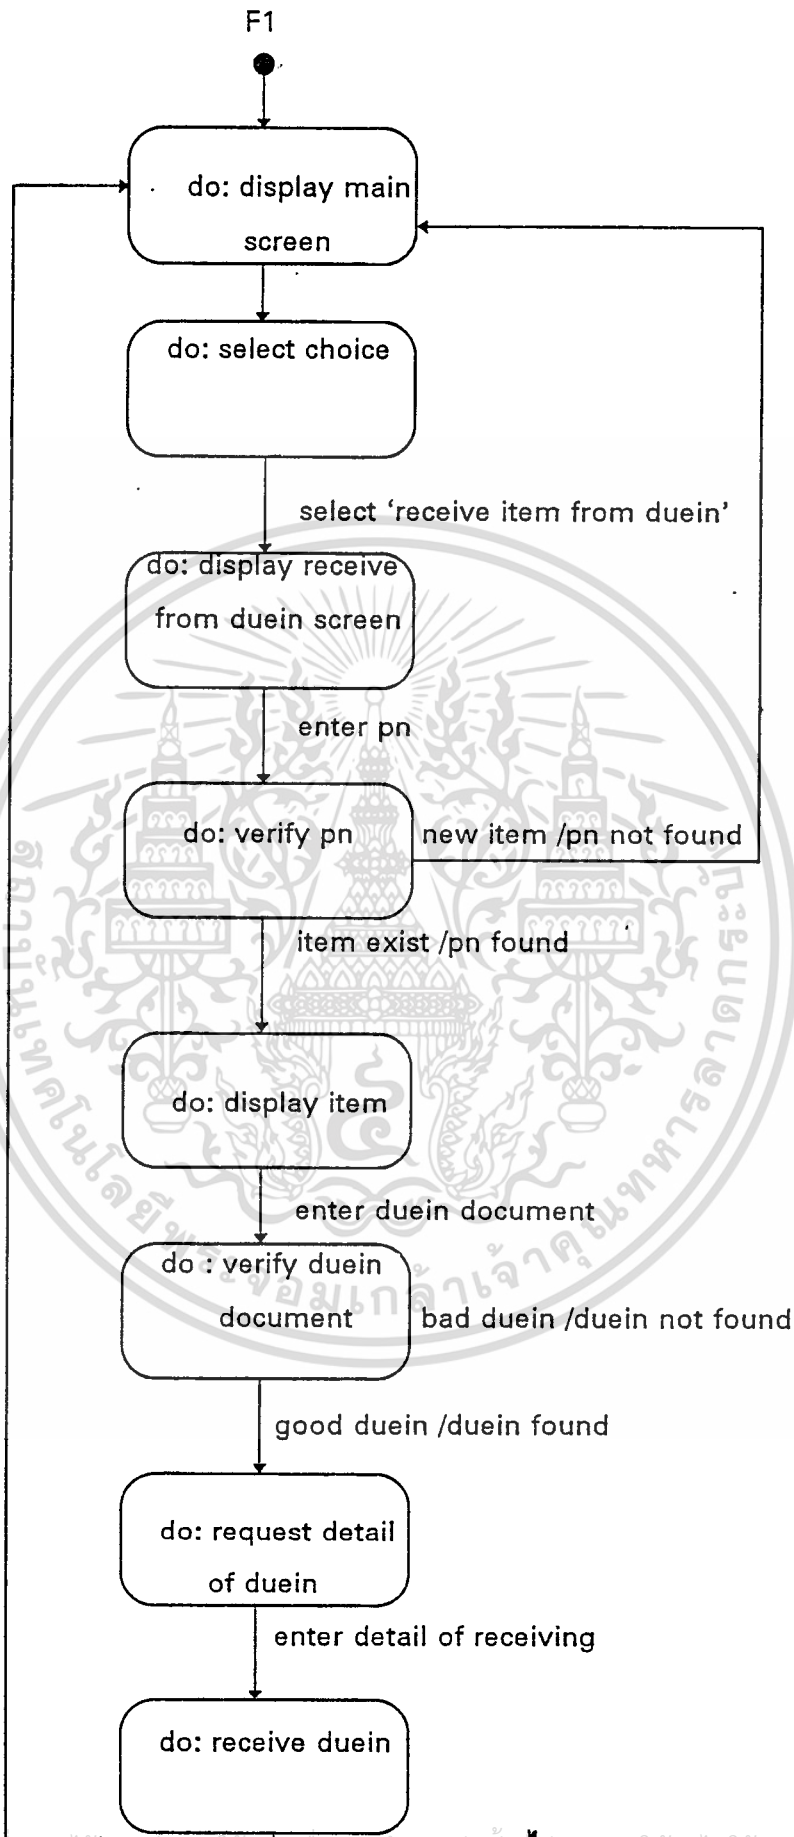 F1
do: display main
screen
do: select choice
select ‘receive item from duein’
do: display receive
from duein screen
enter pn
do: verify pn
new item /pn not found
item exist /pn found
do: display item
enter duein document
do : verify duein
document
bad duein /duein not found
good duein /duein found
do: request detail
of duein
enter detail of receiving
do: receive duein